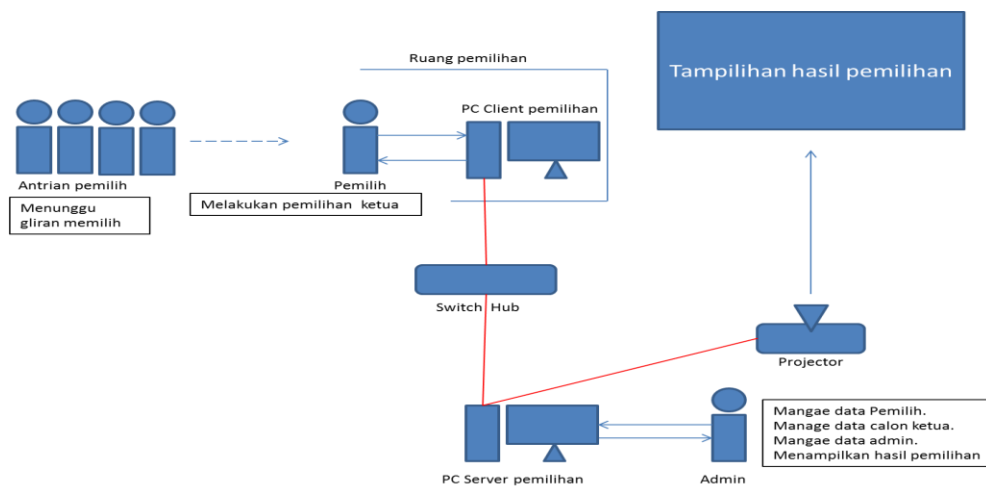 Ruang pemilihan
Tampilihan hasil pemilihan
PC Client pemilihan
Antrian pemilih
Menunggu
gliran memilih
Pemilih
Melakukan pemilihan ketua
Switch Hub
Projector
PC Server pemilihan
Admin
Mangae data Pemilih.
Manage data calon ketua.
Mangae data admin.
Menampilkan hasil pemilihan